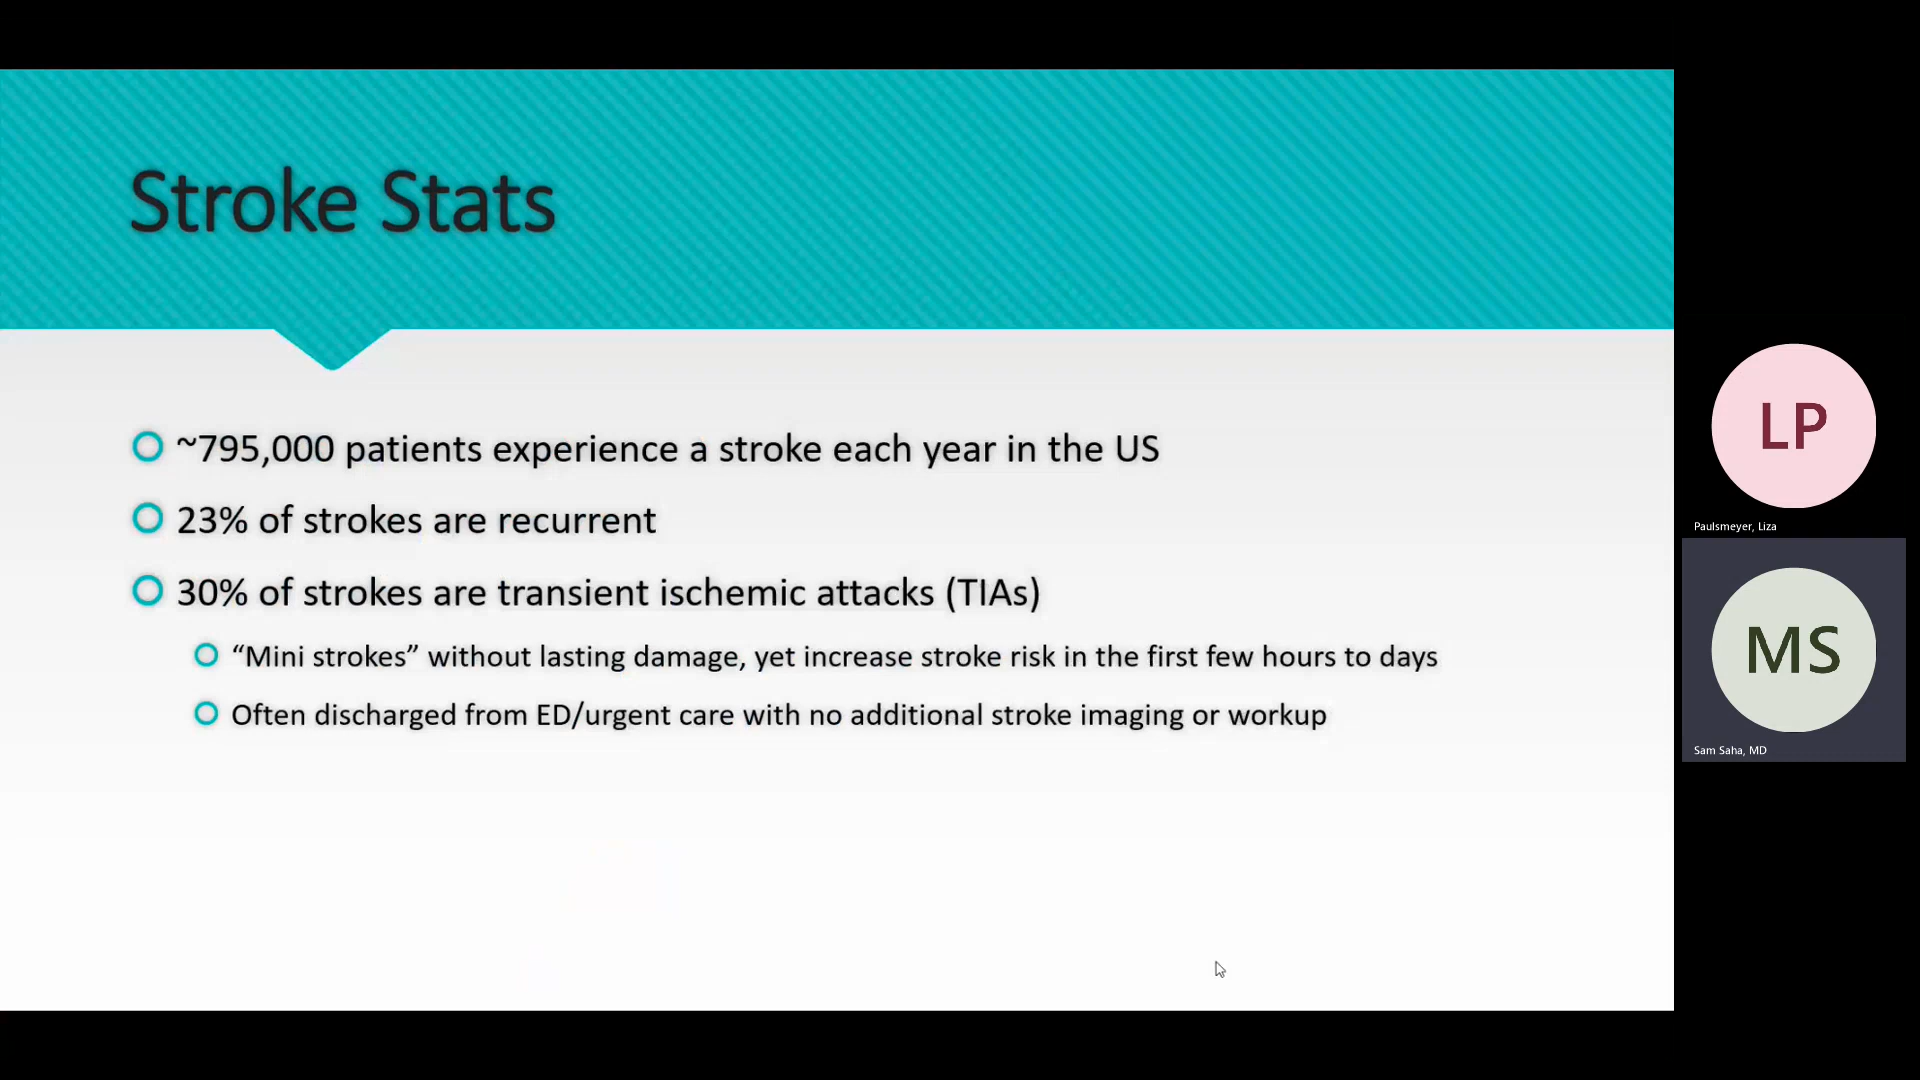 Stroke Stats
~795,000 patients experience a stroke each year in the US
23% of strokes are recurrent
30% of strokes are transient ischemic attacks (TIAs)
“Mini strokes” without lasting damage, yet increase stroke risk in the first few hours to days
Often discharged from ED/urgent care with no additional stroke imaging or workup
LP
Paulsmeyer, Liza
MS
Sam Saha, MD